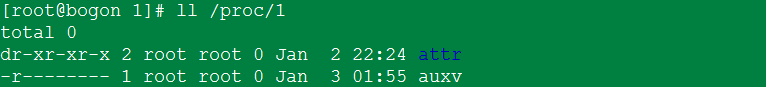 [root@bogon 1]# ll /proc/1
total 0
dr-xr-xr-x 2 root root 0 Jan  2 22:24 attr
-r-------- 1 root root 0 Jan  3 01:55 auxv